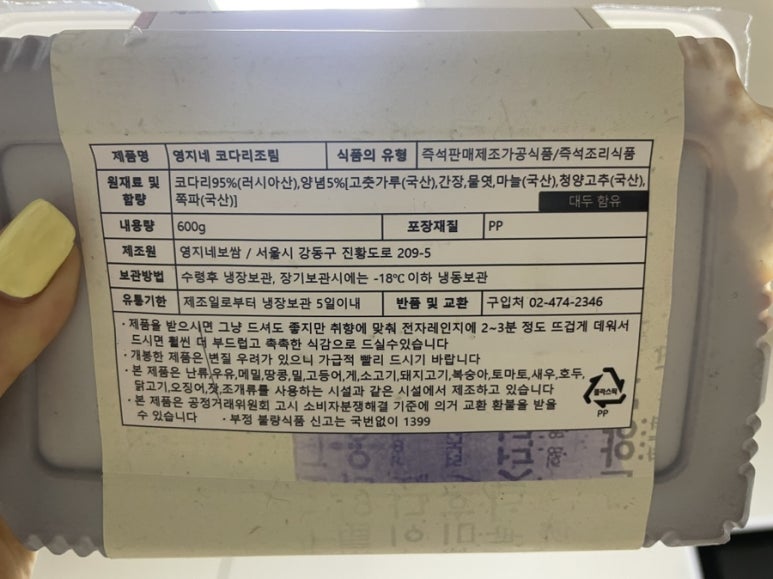 제품명 영지네 코다리조림 식품의 유형 즉석판매제조가공식품/즉석조리식품
원재료 및 함량 코다리95%(러시아산),양념5%[고춧가루(국산),간장,물엿,마늘(국산),청양고추(국산),
쪽파(국산)] 대두 함유
내용량 600g 포장재질 PP
제조원 영지네보쌈 / 서울시 강동구 진황도로 209-5
보관방법 수령후 냉장보관, 장기보관시에는 -18℃ 이하 냉동보관
유통기한 제조일로부터 냉장보관 5일이내 반품 및 교환 구입처 02-474-2346
· 제품을 받으시면 그냥 드셔도 좋지만 취향에 맞춰 전자레인지에 2~3분 정도 뜨겁게 데워서
드시면 훨씬 더 부드럽고 촉촉한 식감으로 드실수있습니다
· 개봉한 제품은 변질 우려가 있으니 가급적 빨리 드시기 바랍니다
· 본 제품은 난류,우유,메밀,땅콩,밀,고등어,게,소고기,돼지고기,복숭아,토마토,새우,호두,
닭고기,오징어,잣,조개류를 사용하는 시설과 같은 시설에서 제조하고 있습니다
· 본 제품은 공정거래위원회 고시 소비자분쟁해결 기준에 의거 교환 환불을 받을
수 있습니다 · 부정 불량식품 신고는 국번없이 1399
플라스틱
PP